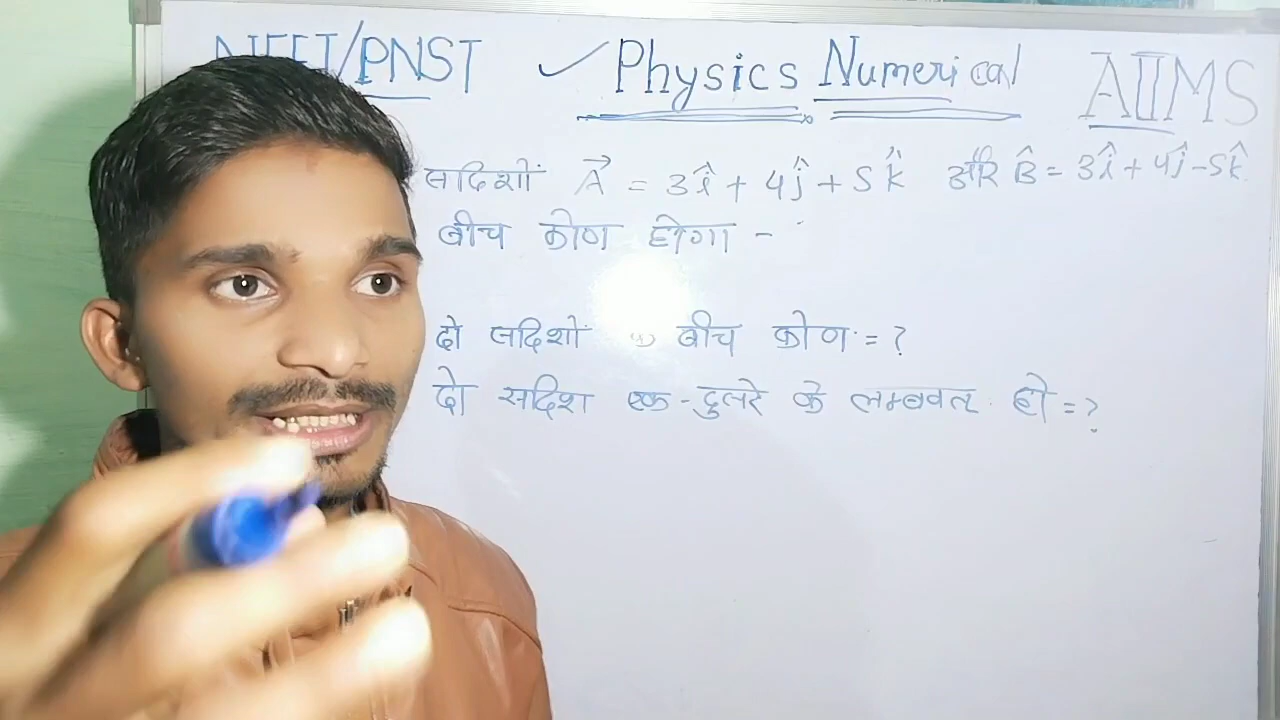 NEET/PNST ✓ Physics Numerical AIIMS
सदिशों A⃗ = 3î + 4ĵ + 5k̂ और B̂ = 3î + 4ĵ - 5k̂
बीच कोण होगा -
दो सदिशों के बीच कोण = ?
दो सदिश एक-दुसरे के लम्बवत् हो = ?